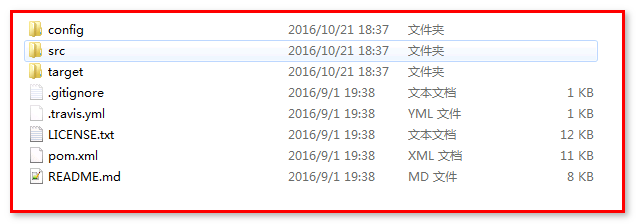 config 2016/10/21 18:37 文件夹
src 2016/10/21 18:37 文件夹
target 2016/10/21 18:37 文件夹
.gitignore 2016/9/1 19:38 文本文档 1 KB
.travis.yml 2016/9/1 19:38 YML 文件 1 KB
LICENSE.txt 2016/9/1 19:38 文本文档 12 KB
pom.xml 2016/9/1 19:38 XML 文档 11 KB
README.md 2016/9/1 19:38 MD 文件 8 KB